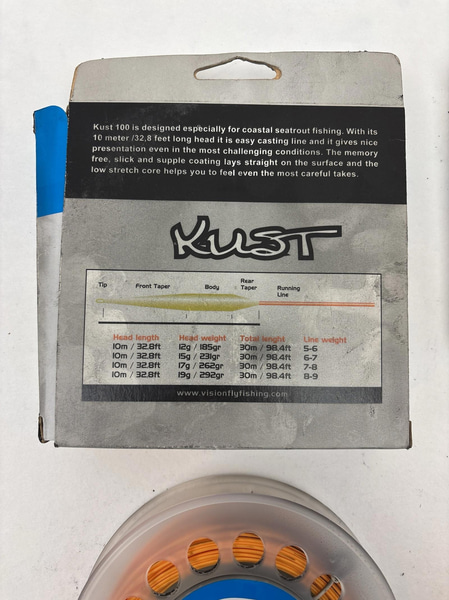 Kust 100 is designed especially for coastal seatrout fishing. With its
10 meter /32,8 feet long head it is easy casting line and it gives nice
presentation even in the most challenging conditions. The memory
free, slick and supple coating lays straight on the surface and the
low stretch core helps you to feel even the most careful takes.
KUST
Tip Front Taper Body Rear Taper Running Line
Head length Head weight Total lenght Line weight
10m / 32.8ft 12g / 185gr 30m / 98.4ft 5-6
10m / 32.8ft 15g / 231gr 30m / 98.4ft 6-7
10m / 32.8ft 17g / 262gr 30m / 98.4ft 7-8
10m / 32.8ft 19g / 292gr 30m / 98.4ft 8-9
www.visionflyfishing.com